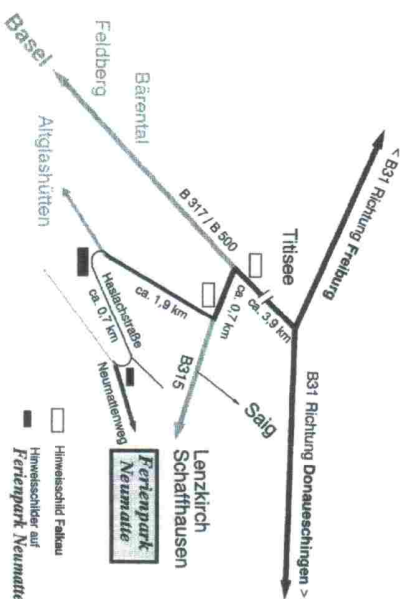 < B31 Richtung Freiburg
B31 Richtung Donaueschingen >
Titisee
ca. 3,9 km
B 317 / B 500
ca. 0,7 km
Saig
B315
Lenzkirch
Schaffhausen
Bärental
Feldberg
Basel
ca. 1,9 km
Altglashütten
Haslachstraße
ca. 0,7 km
Neumattenweg
Ferienpark
Neumatte
Hinweisschild Falkau
Hinweisschilder auf
Ferienpark Neumatte